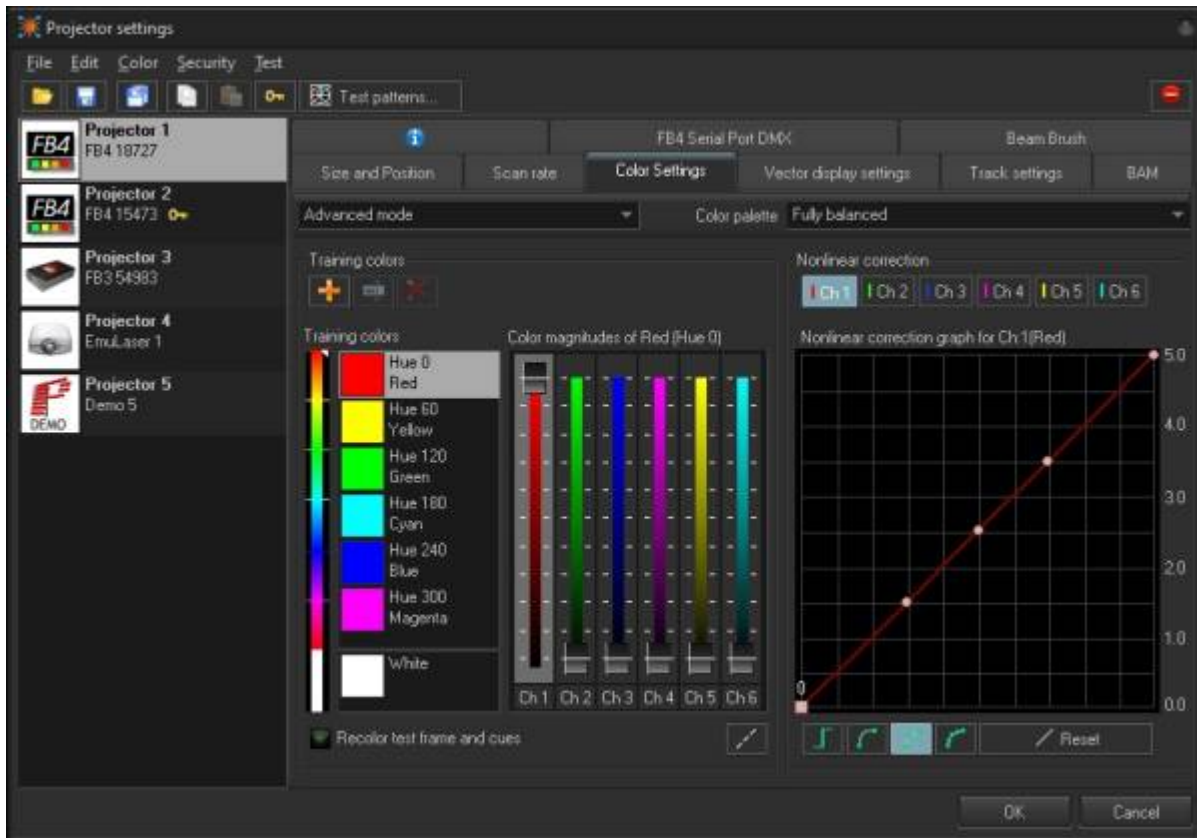 Projector settings
File Edit Color Security Test
Test patterns...
FB4
Projector 1
FB4 18727
FB4
Projector 2
FB4 15473
Projector 3
FB3 54983
Projector 4
EmuLaser 1
DEMO
Projector 5
Demo 5
FB4 Serial Port DMX Beam Brush
Size and Position Scan rate Color Settings Vector display settings Track settings BAM
Advanced mode Color palette Fully balanced
Training colors
Training colors
Hue 0
Red
Hue 60
Yellow
Hue 120
Green
Hue 180
Cyan
Hue 240
Blue
Hue 300
Magenta
White
Color magnitudes of Red (Hue 0)
Ch 1 Ch 2 Ch 3 Ch 4 Ch 5 Ch 6
Recolor test frame and cues
Nonlinear correction
Ch 1 Ch 2 Ch 3 Ch 4 Ch 5 Ch 6
Nonlinear correction graph for Ch 1(Red)
5.0
4.0
3.0
2.0
1.0
0
0.0
Reset
OK Cancel